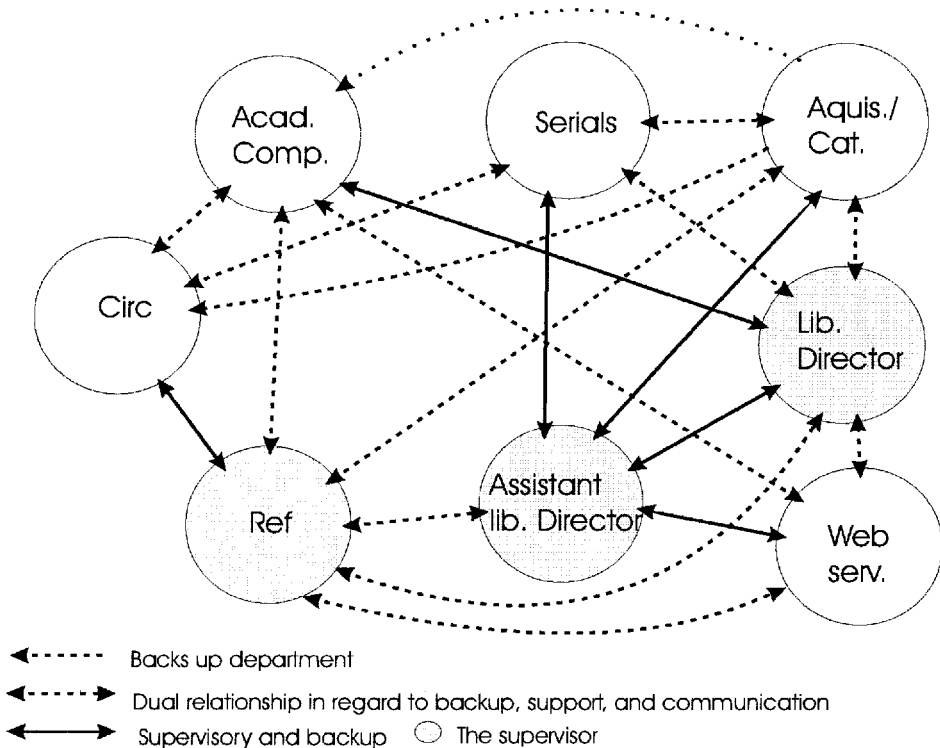 Acad.
Comp.
Serials
Aquis./
Cat.
Circ
Lib.
Director
Ref
Assistant
lib. Director
Web
serv.
Backs up department
Dual relationship in regard to backup, support, and communication
Supervisory and backup The supervisor